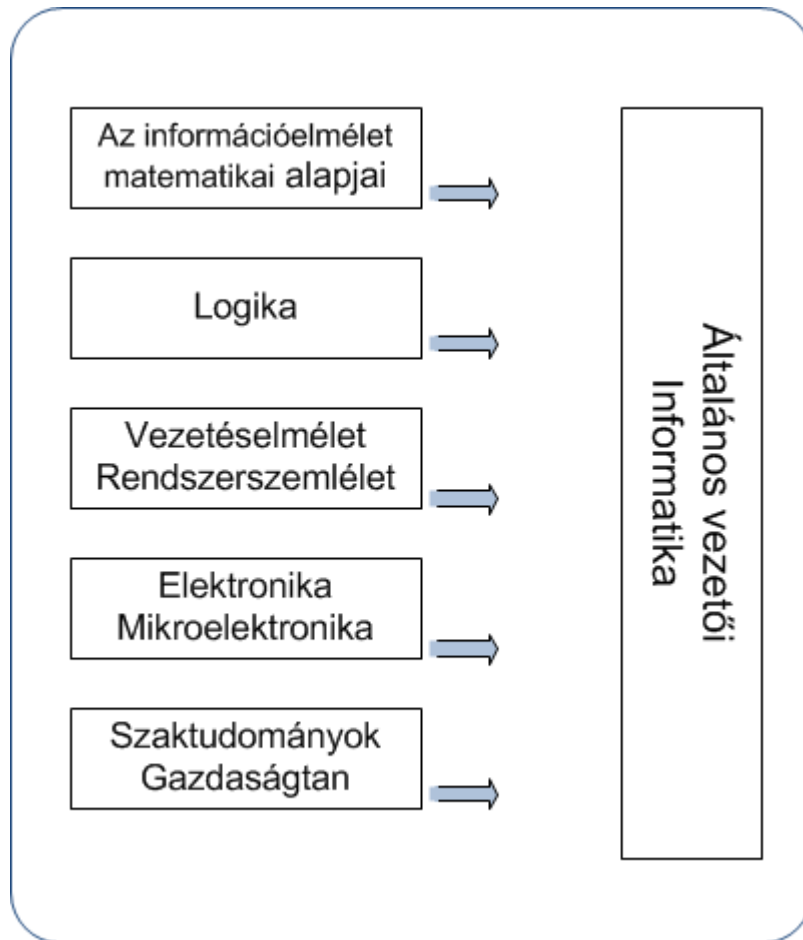 Az információelmélet
matematikai alapjai
Logika
Vezetéselmélet
Rendszerszemlélet
Elektronika
Mikroelektronika
Szaktudományok
Gazdaságtan
Általános vezetői
Informatika